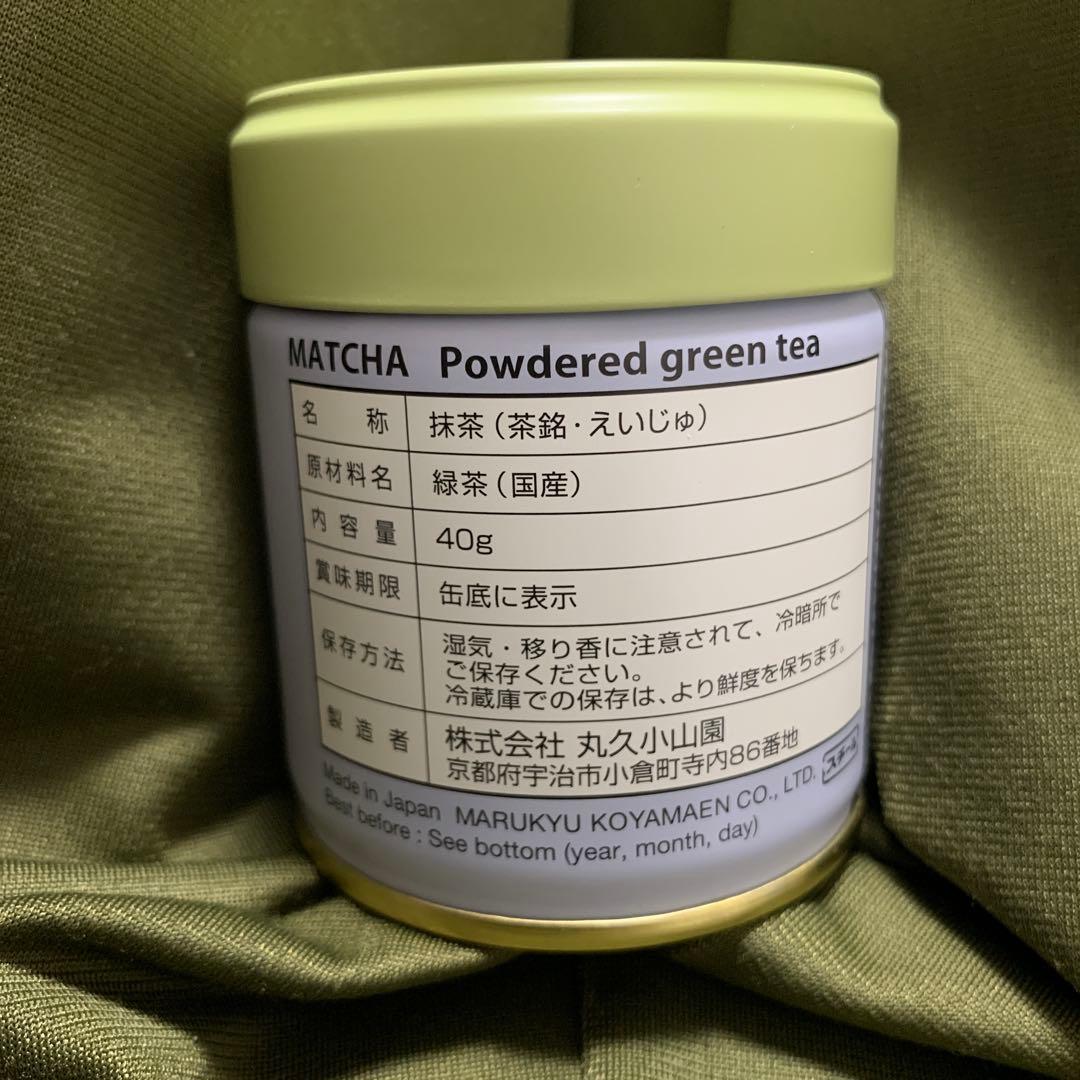 MATCHA Powdered green tea
名称 抹茶（茶銘・えいじゅ）
原材料名 緑茶（国産）
内容量 40g
賞味期限 缶底に表示
保存方法 湿気・移り香に注意されて、冷暗所で
ご保存ください。
冷蔵庫での保存は、より鮮度を保ちます。
製造者 株式会社 丸久小山園
京都府宇治市小倉町寺内86番地
Made in Japan MARUKYU KOYAMAEN CO., LTD. スチール
Best before : See bottom (year, month, day)